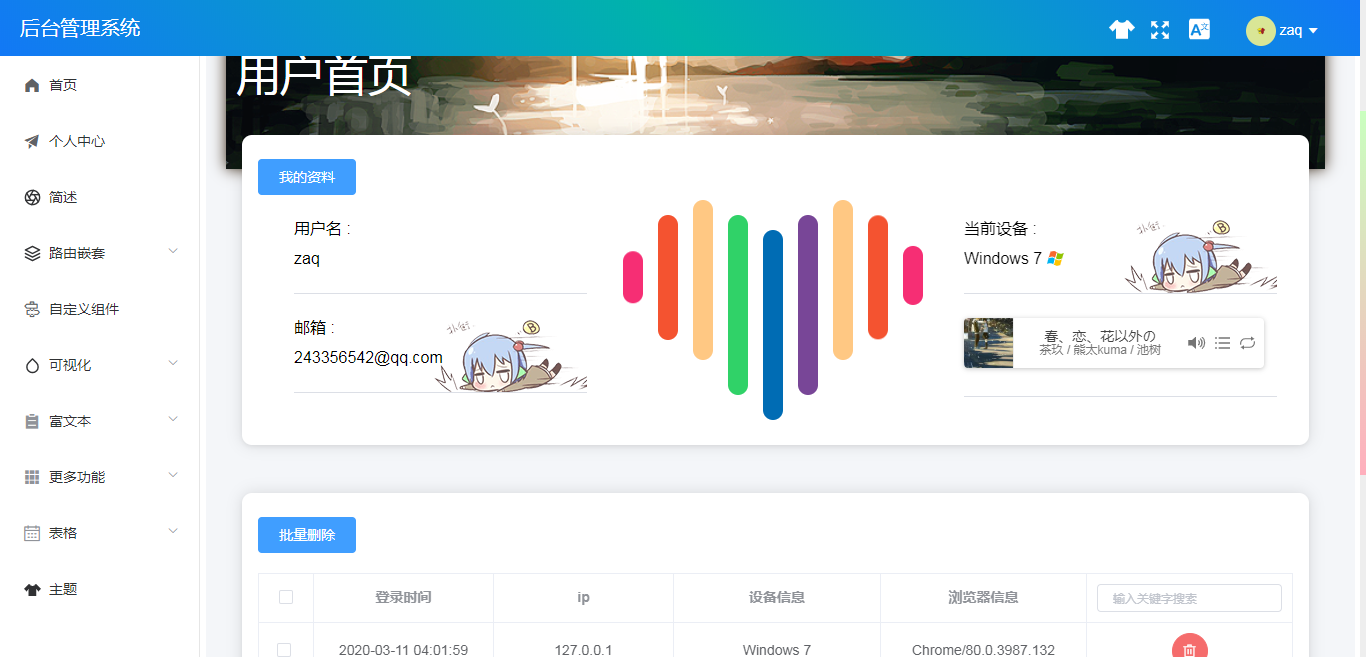 后台管理系统
zaq
首页
个人中心
简述
路由嵌套
自定义组件
可视化
富文本
更多功能
表格
主题
用户首页
我的资料
用户名 :
zaq
邮箱 :
243356542@qq.com
当前设备 :
Windows 7
春、恋、花以外の
茶玖 / 熊太kuma / 池树
批量删除
登录时间 ip 设备信息 浏览器信息 输入关键字搜索
2020-03-11 04:01:59 127.0.0.1 Windows 7 Chrome/80.0.3987.132